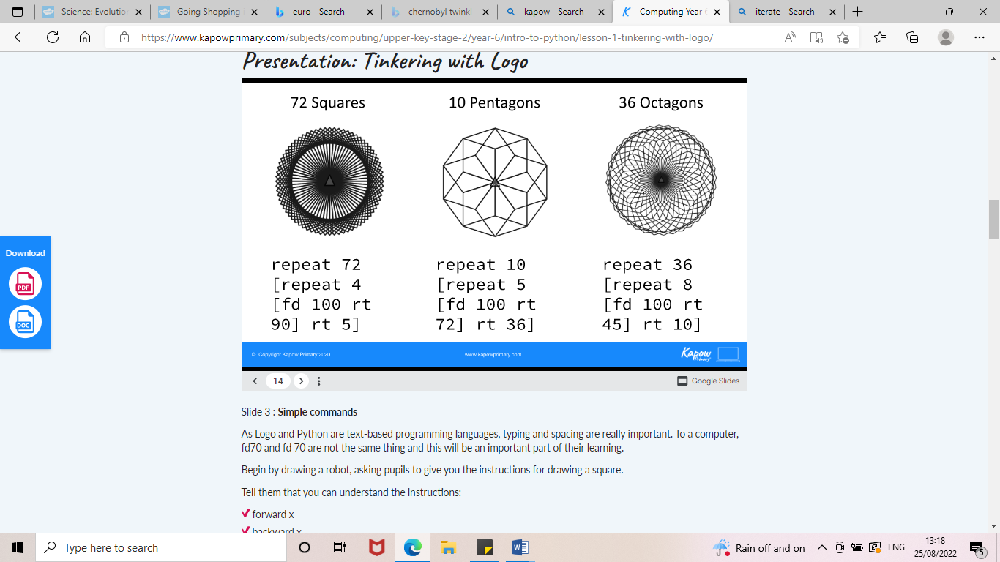 Science: Evolution
Going Shopping
euro - Search
chernobyl twinkl
kapow - Search
Computing Year 6
iterate - Search
https://www.kapowprimary.com/subjects/computing/upper-key-stage-2/year-6/intro-to-python/lesson-1-tinkering-with-logo/
Presentation: Tinkering with Logo
72 Squares
10 Pentagons
36 Octagons
repeat 72
[repeat 4
[fd 100 rt
90] rt 5]
repeat 10
[repeat 5
[fd 100 rt
72] rt 36]
repeat 36
[repeat 8
[fd 100 rt
45] rt 10]
© Copyright Kapow Primary 2020
www.kapowprimary.com
Kapow
Primary
Download
PDF
DOC
14
Google Slides
Slide 3 : Simple commands
As Logo and Python are text-based programming languages, typing and spacing are really important. To a computer,
fd70 and fd 70 are not the same thing and this will be an important part of their learning.
Begin by drawing a robot, asking pupils to give you the instructions for drawing a square.
Tell them that you can understand the instructions:
forward x
backward x
Type here to search
Rain off and on
ENG
13:18
25/08/2022
5